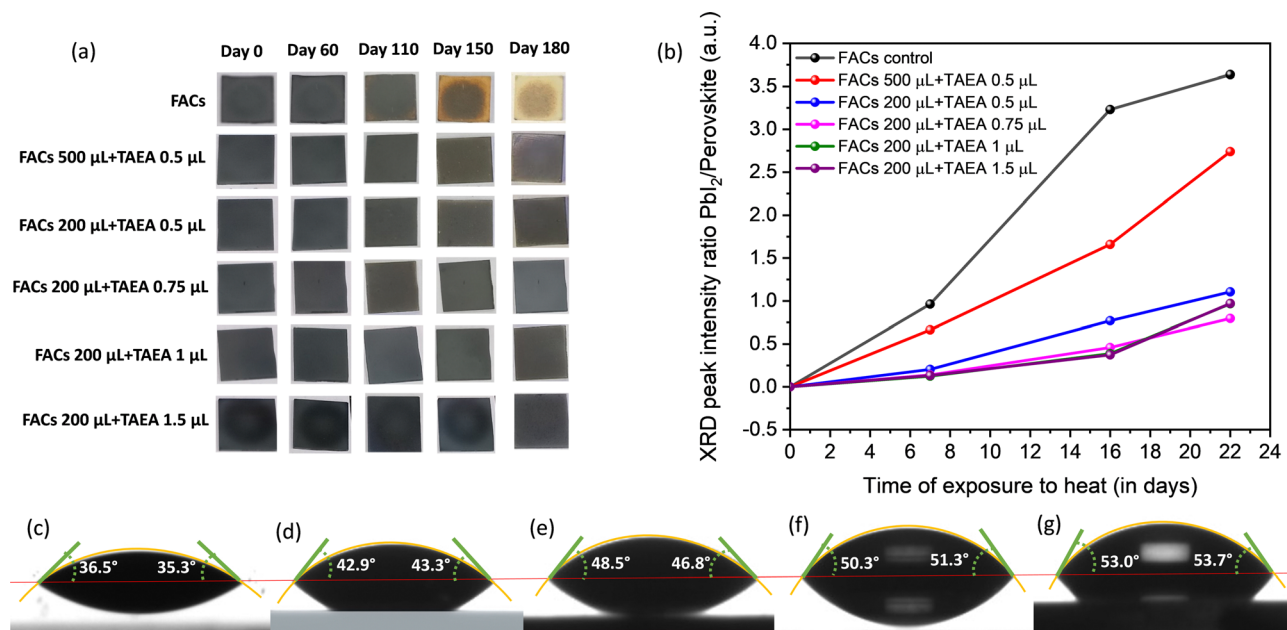 (a)
Day 0 Day 60 Day 110 Day 150 Day 180
FACs
FACs 500 µL+TAEA 0.5 µL
FACs 200 µL+TAEA 0.5 µL
FACs 200 µL+TAEA 0.75 µL
FACs 200 µL+TAEA 1 µL
FACs 200 µL+TAEA 1.5 µL
(b)
XRD peak intensity ratio PbI₂/Perovskite (a.u.)
4.0
3.5
3.0
2.5
2.0
1.5
1.0
0.5
0.0
-0.5
FACs control
FACs 500 µL+TAEA 0.5 µL
FACs 200 µL+TAEA 0.5 µL
FACs 200 µL+TAEA 0.75 µL
FACs 200 µL+TAEA 1 µL
FACs 200 µL+TAEA 1.5 µL
0 2 4 6 8 10 12 14 16 18 20 22 24
Time of exposure to heat (in days)
(c)
36.5° 35.3°
(d)
42.9° 43.3°
(e)
48.5° 46.8°
(f)
50.3° 51.3°
(g)
53.0° 53.7°